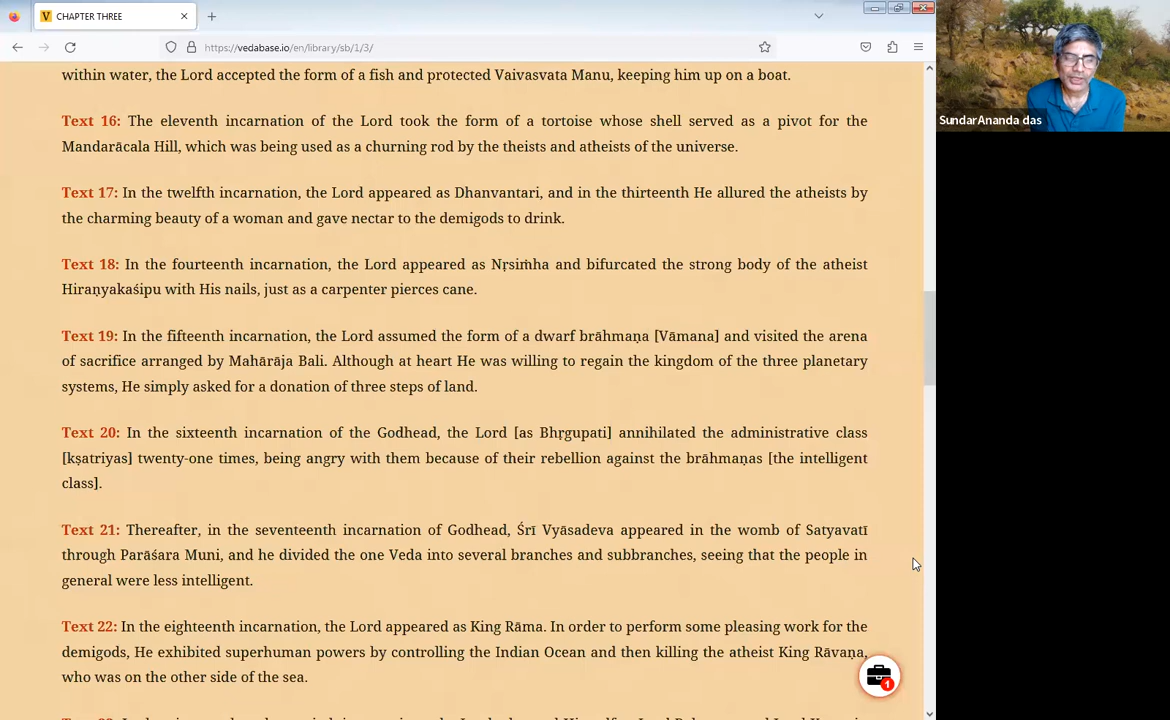 CHAPTER THREE
https://vedabase.io/en/library/sb/1/3/
SundarAnanda das
within water, the Lord accepted the form of a fish and protected Vaivasvata Manu, keeping him up on a boat.
Text 16: The eleventh incarnation of the Lord took the form of a tortoise whose shell served as a pivot for the
Mandarācala Hill, which was being used as a churning rod by the theists and atheists of the universe.
Text 17: In the twelfth incarnation, the Lord appeared as Dhanvantari, and in the thirteenth He allured the atheists by
the charming beauty of a woman and gave nectar to the demigods to drink.
Text 18: In the fourteenth incarnation, the Lord appeared as Nṛsiṁha and bifurcated the strong body of the atheist
Hiraṇyakaśipu with His nails, just as a carpenter pierces cane.
Text 19: In the fifteenth incarnation, the Lord assumed the form of a dwarf brāhmaṇa [Vāmana] and visited the arena
of sacrifice arranged by Mahārāja Bali. Although at heart He was willing to regain the kingdom of the three planetary
systems, He simply asked for a donation of three steps of land.
Text 20: In the sixteenth incarnation of the Godhead, the Lord [as Bhṛgupati] annihilated the administrative class
[kṣatriyas] twenty-one times, being angry with them because of their rebellion against the brāhmaṇas [the intelligent
class].
Text 21: Thereafter, in the seventeenth incarnation of Godhead, Śrī Vyāsadeva appeared in the womb of Satyavatī
through Parāśara Muni, and he divided the one Veda into several branches and subbranches, seeing that the people in
general were less intelligent.
Text 22: In the eighteenth incarnation, the Lord appeared as King Rāma. In order to perform some pleasing work for the
demigods, He exhibited superhuman powers by controlling the Indian Ocean and then killing the atheist King Rāvaṇa,
who was on the other side of the sea.
1